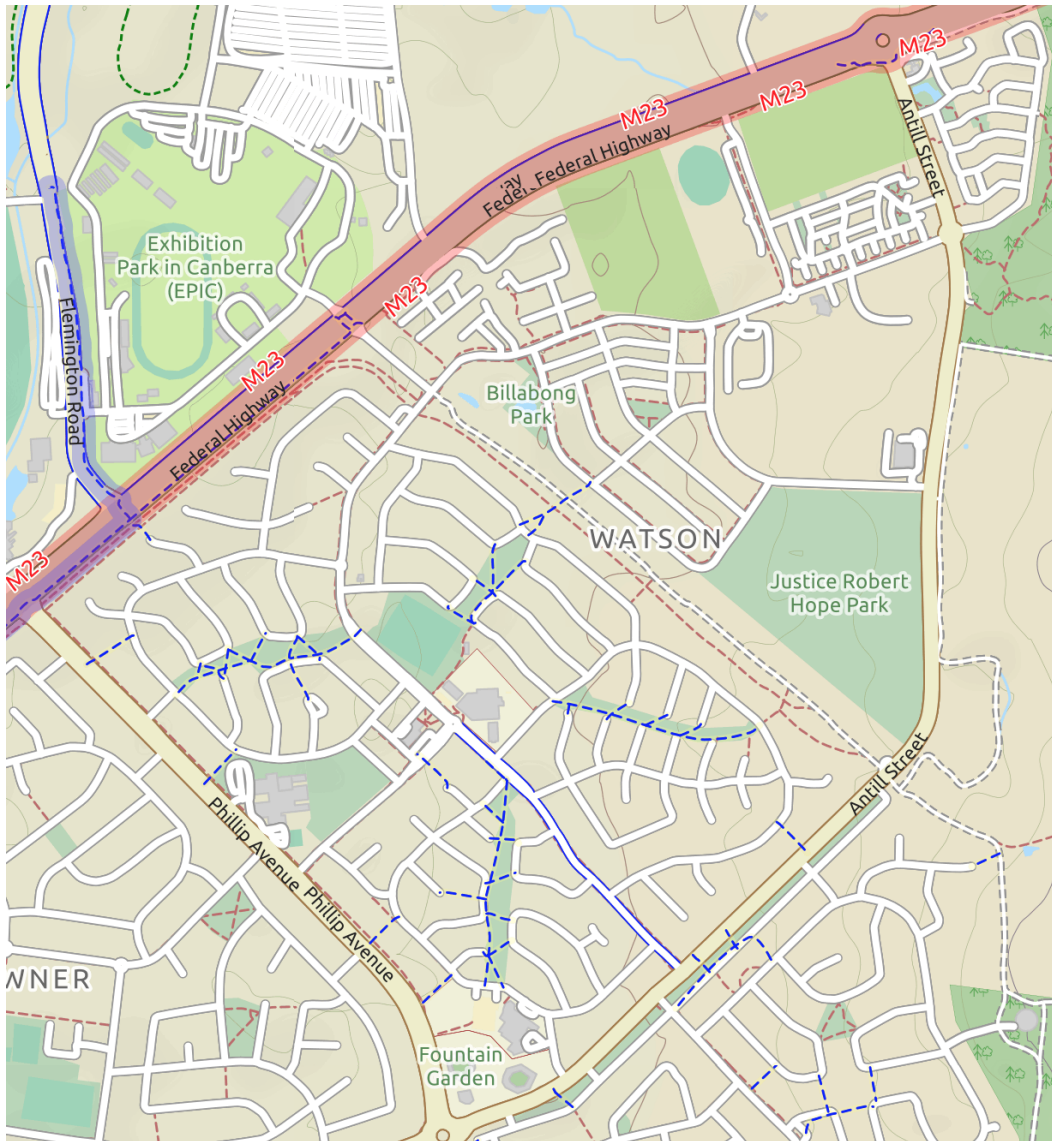 M23
M23
M23
Antill Street
Federal Highway
ay
Exhibition
Park in Canberra
(EPIC)
M23
Flemington Road
M23
Federal Highway
Billabong
Park
WATSON
M23
Justice Robert
Hope Park
Antill Street
Phillip Avenue
Phillip Avenue
WNER
Fountain
Garden